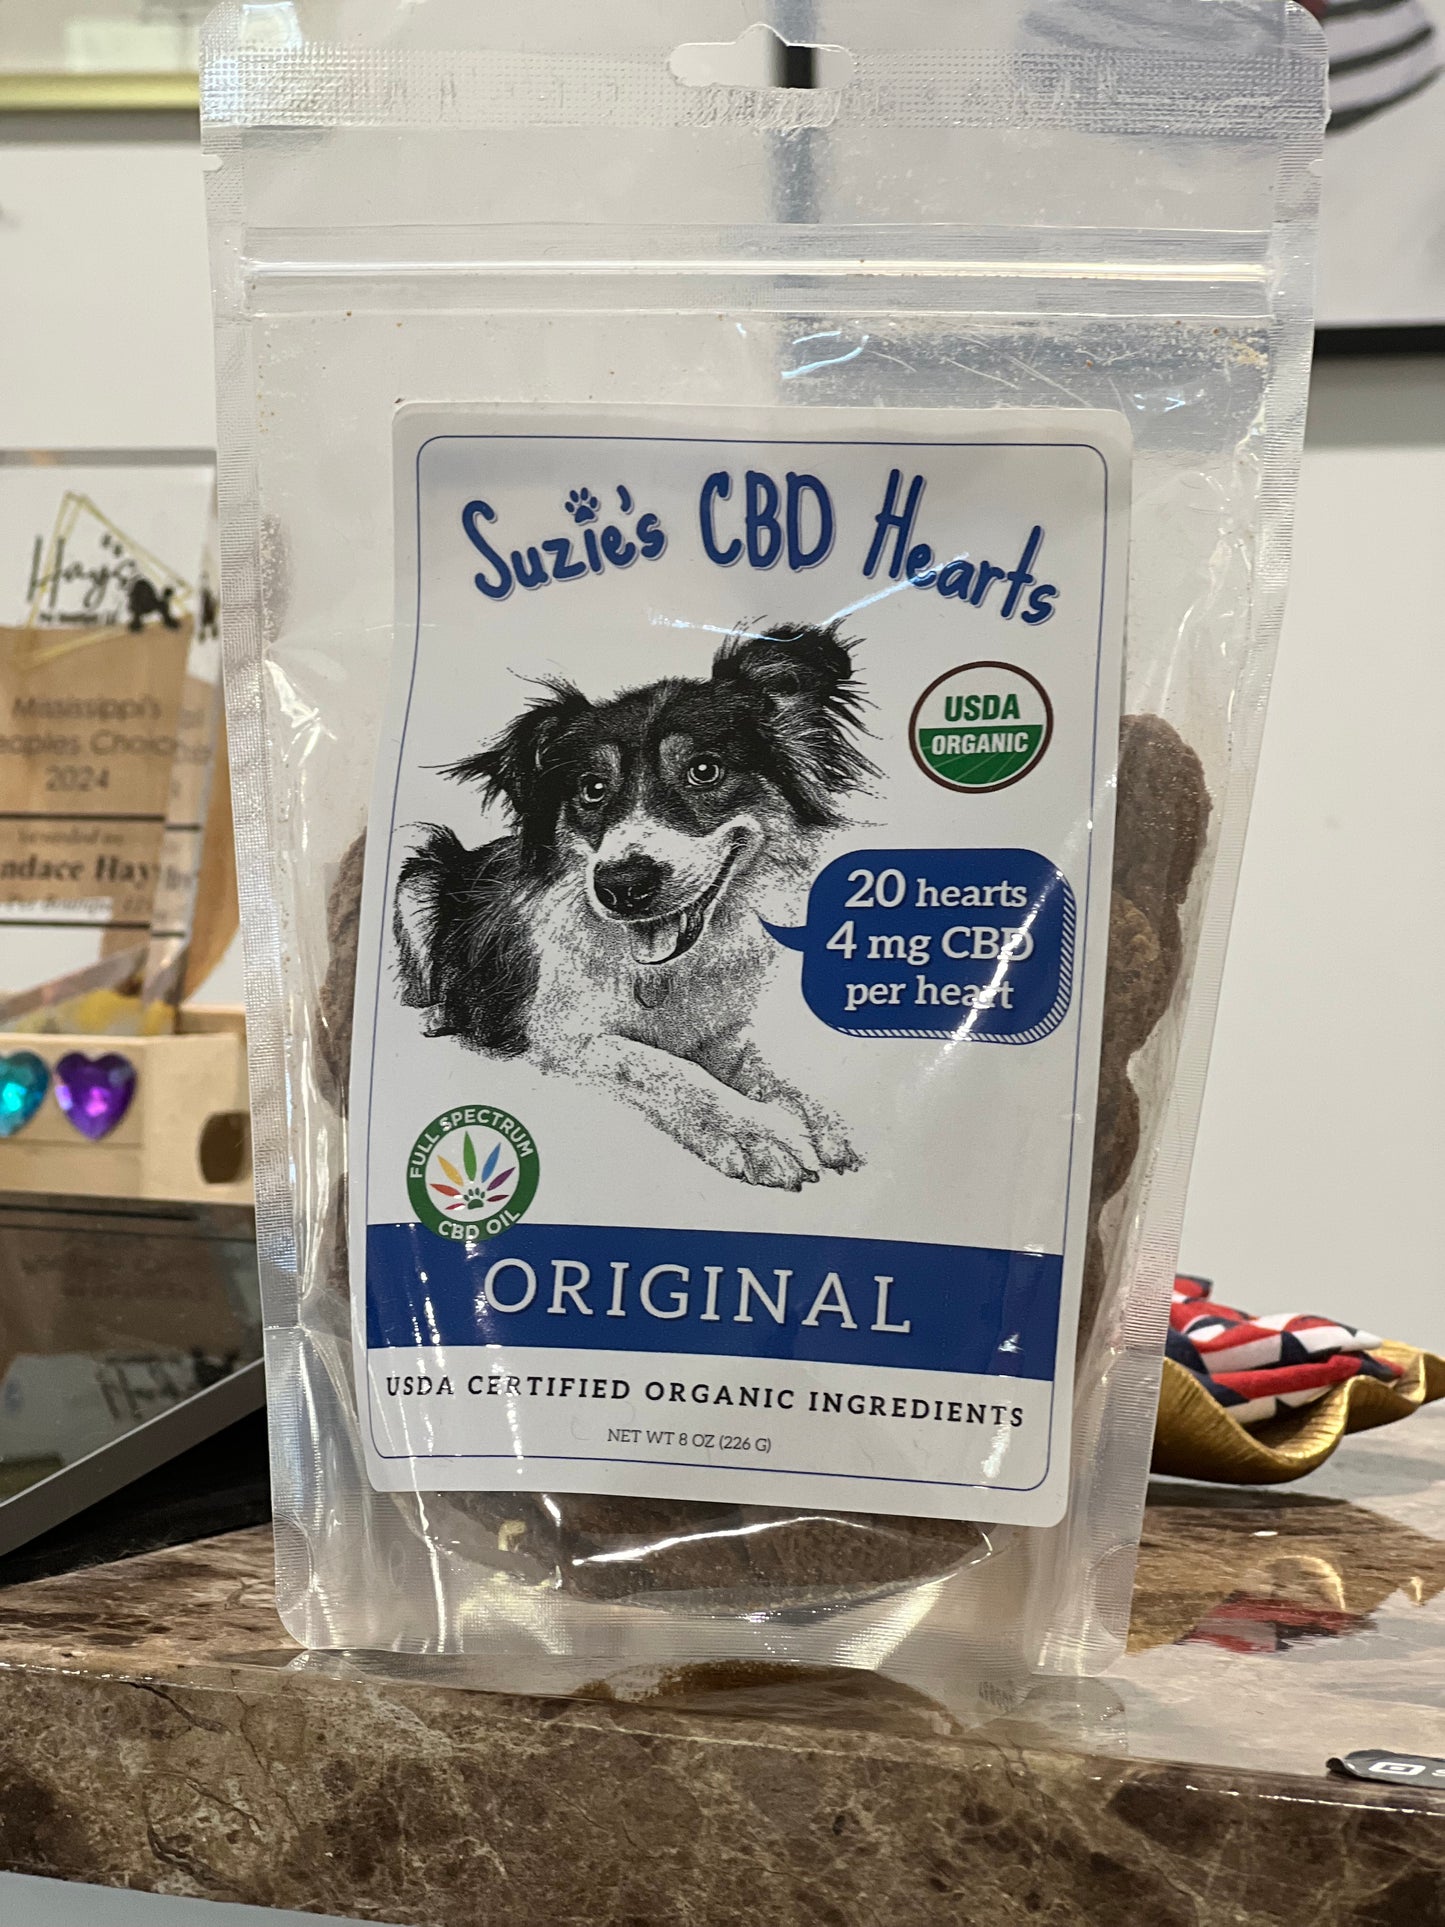 Suzie's CBD Hearts
USDA
ORGANIC
20 hearts
4 mg CBD
per heart
FULL SPECTRUM
CBD OIL
ORIGINAL
USDA CERTIFIED ORGANIC INGREDIENTS
NET WT 8 OZ (226 G)
Hays
Mississippi's
2024